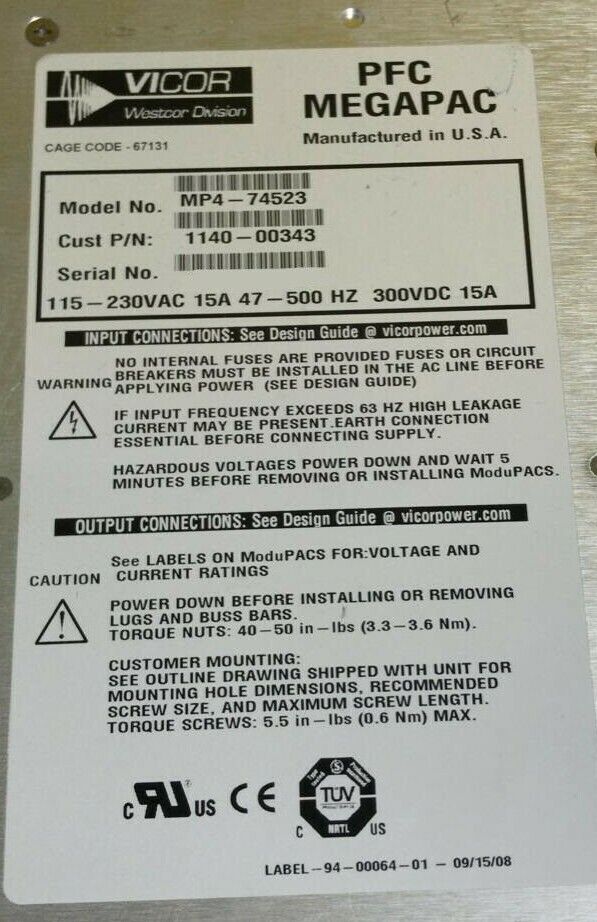 VICOR
Westcor Division
PFC
MEGAPAC
Manufactured in U.S.A.
CAGE CODE - 67131
Model No. MP4-74523
Cust P/N: 1140-00343
Serial No.
115-230VAC 15A 47-500 HZ 300VDC 15A
INPUT CONNECTIONS: See Design Guide @ vicorpower.com
WARNING
NO INTERNAL FUSES ARE PROVIDED FUSES OR CIRCUIT
BREAKERS MUST BE INSTALLED IN THE AC LINE BEFORE
APPLYING POWER (SEE DESIGN GUIDE)
IF INPUT FREQUENCY EXCEEDS 63 HZ HIGH LEAKAGE
CURRENT MAY BE PRESENT.EARTH CONNECTION
ESSENTIAL BEFORE CONNECTING SUPPLY.
HAZARDOUS VOLTAGES POWER DOWN AND WAIT 5
MINUTES BEFORE REMOVING OR INSTALLING ModuPACS.
OUTPUT CONNECTIONS: See Design Guide @ vicorpower.com
CAUTION
See LABELS ON ModuPACS FOR:VOLTAGE AND
CURRENT RATINGS
POWER DOWN BEFORE INSTALLING OR REMOVING
LUGS AND BUSS BARS.
TORQUE NUTS: 40-50 in-lbs (3.3-3.6 Nm).
CUSTOMER MOUNTING:
SEE OUTLINE DRAWING SHIPPED WITH UNIT FOR
MOUNTING HOLE DIMENSIONS, RECOMMENDED
SCREW SIZE, AND MAXIMUM SCREW LENGTH.
TORQUE SCREWS: 5.5 in-lbs (0.6 Nm) MAX.
c RU US CE
TUV
NRTL
C US
LABEL-94-00064-01 - 09/15/08